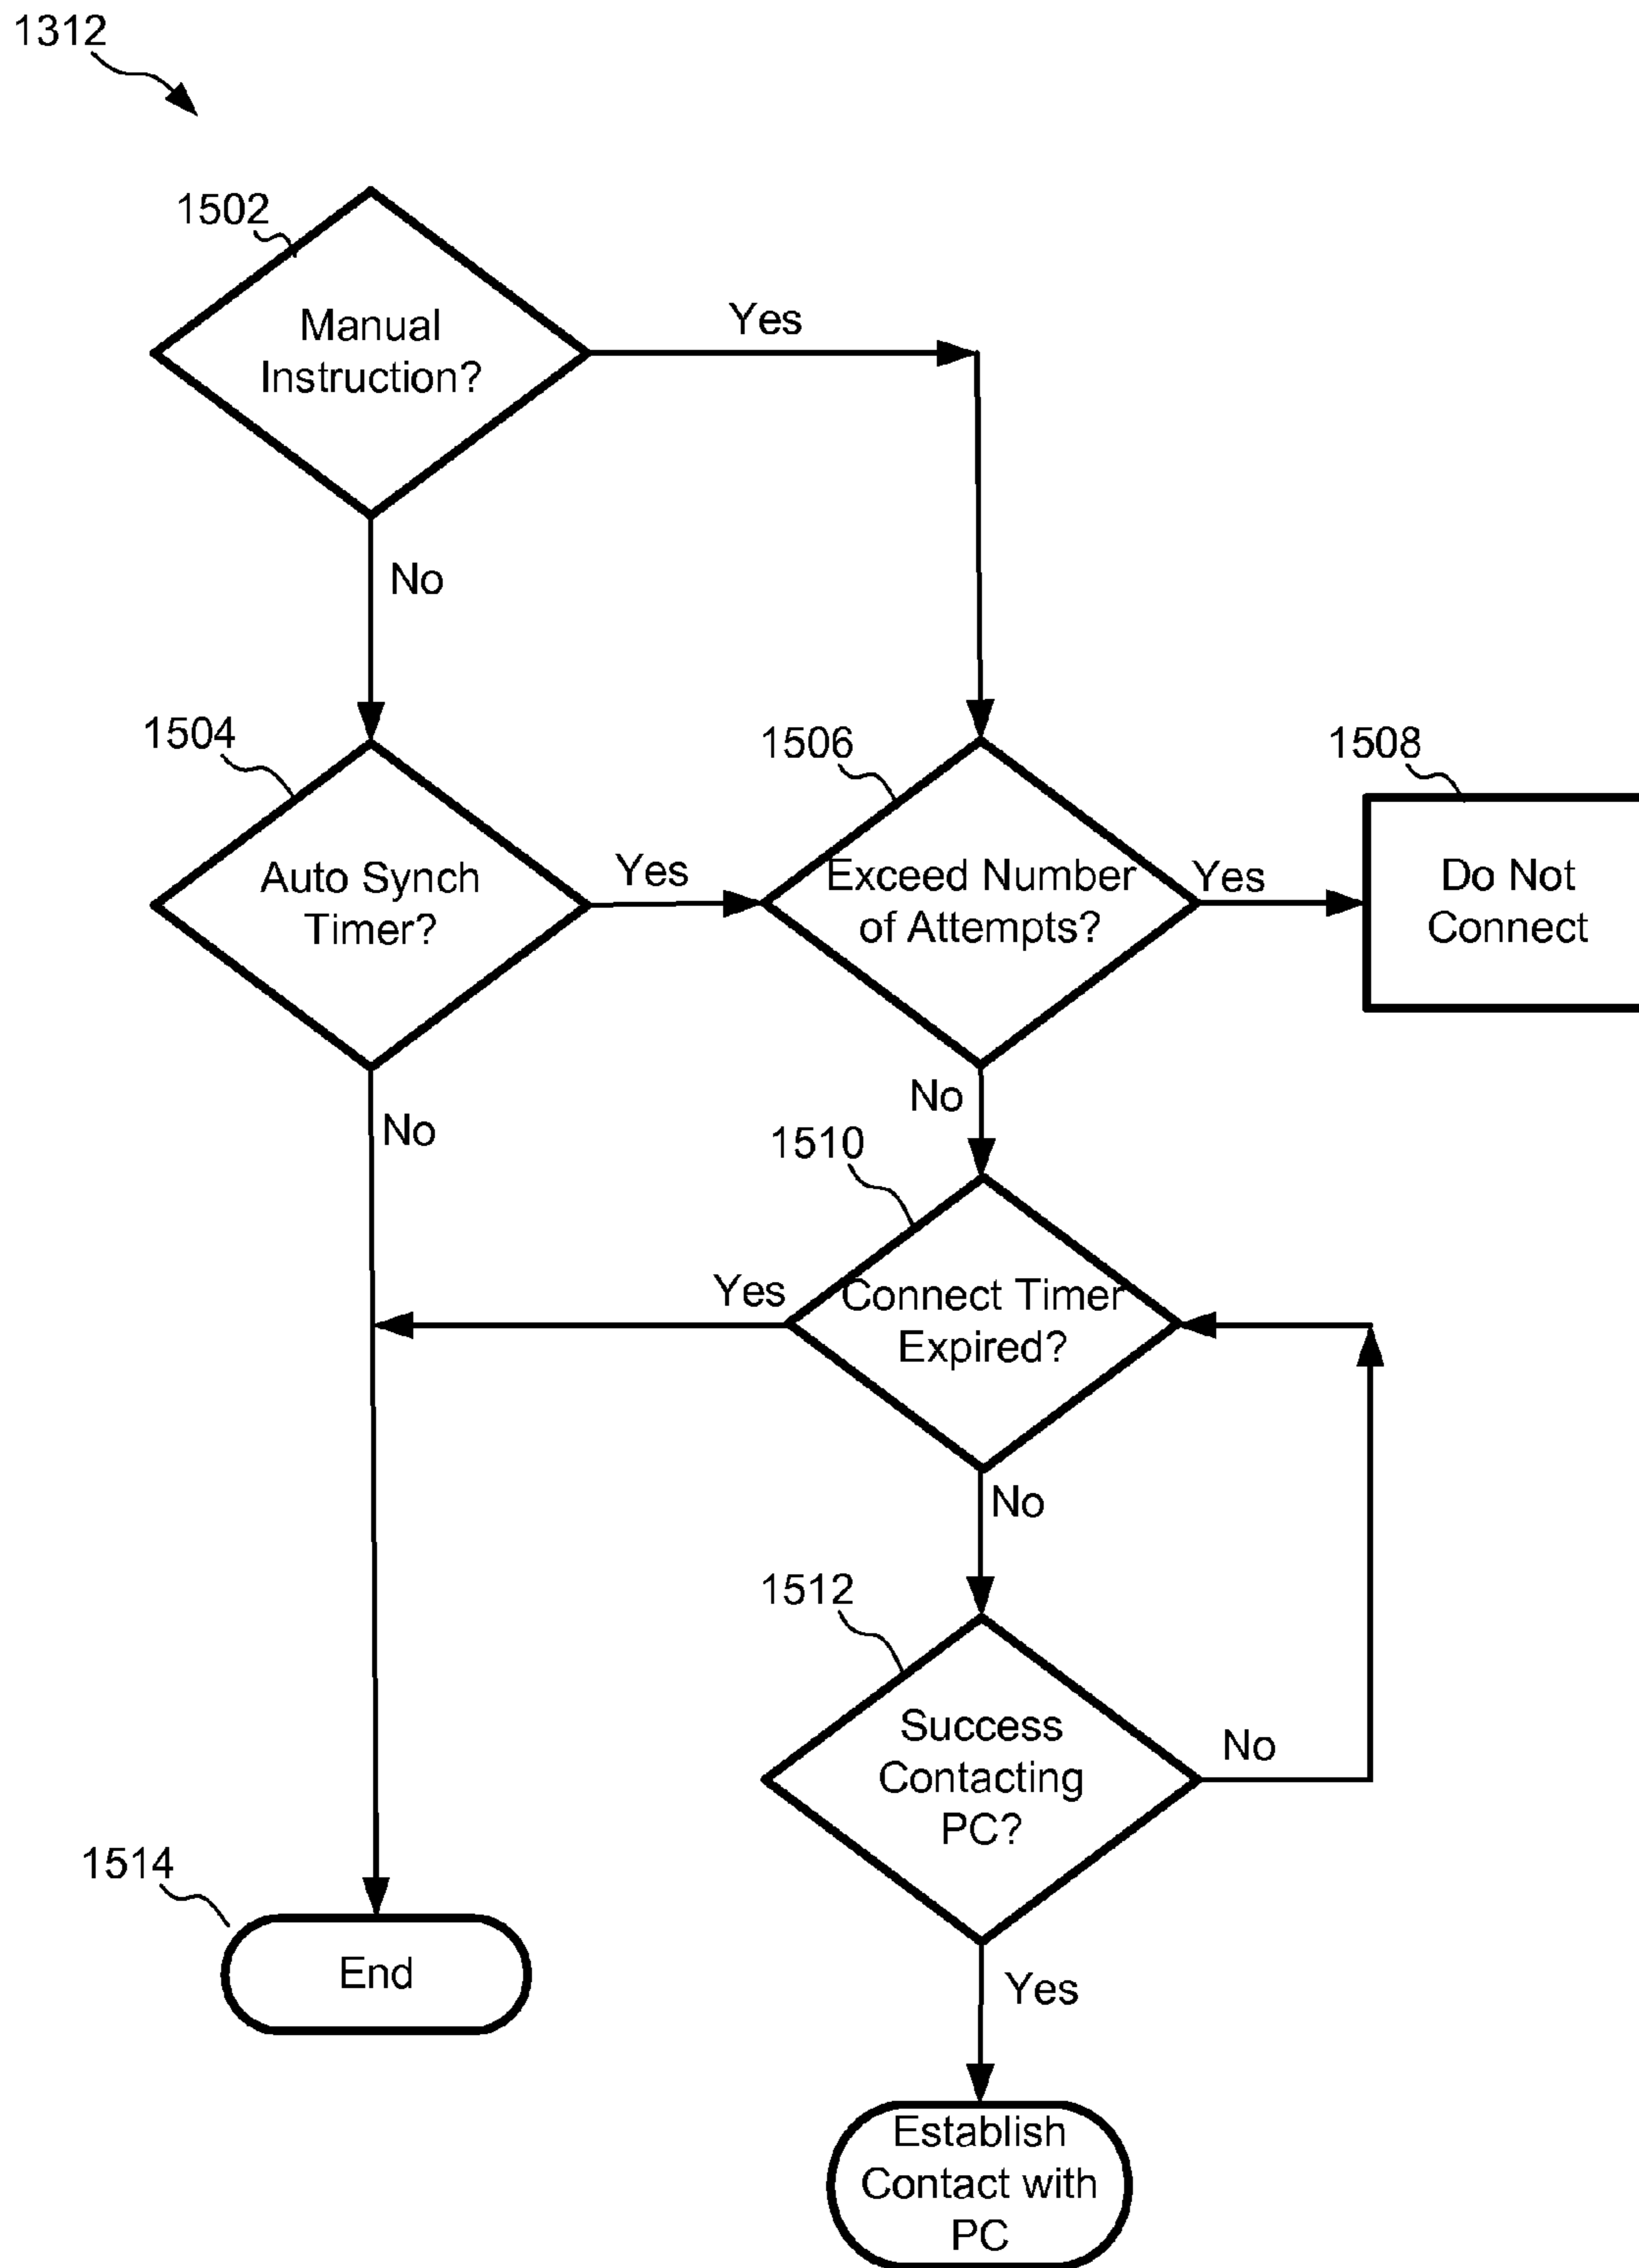 1312
1502
Manual
Instruction?
Yes
No
1504
Auto Synch
Timer?
Yes
1506
Exceed Number
of Attempts?
Yes
1508
Do Not
Connect
No
No
1510
Connect Timer
Expired?
Yes
No
1512
Success
Contacting
PC?
No
1514
End
Yes
Establish
Contact with
PC